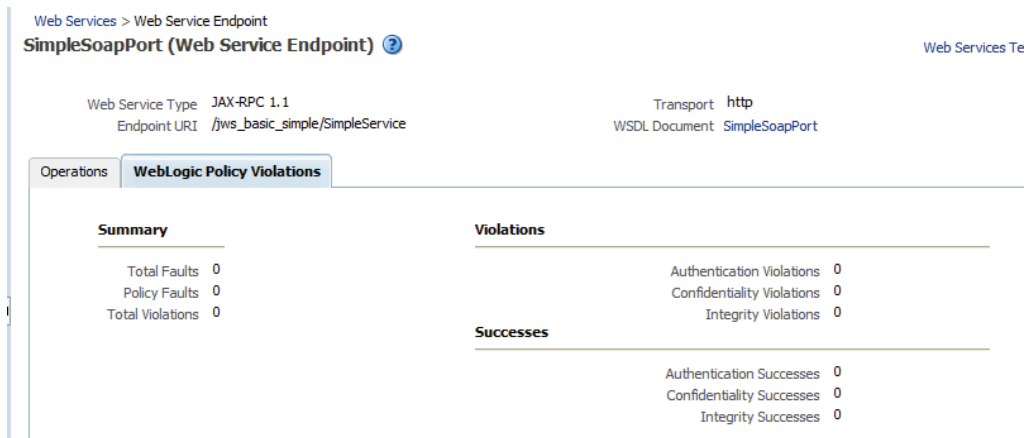 Web Services > Web Service Endpoint
SimpleSoapPort (Web Service Endpoint) ?
Web Services Te
Web Service Type JAX-RPC 1.1
Transport http
Endpoint URI /jws_basic_simple/SimpleService
WSDL Document SimpleSoapPort
Operations WebLogic Policy Violations
Summary
Violations
Total Faults 0
Authentication Violations 0
Policy Faults 0
Confidentiality Violations 0
Total Violations 0
Integrity Violations 0
Successes
Authentication Successes 0
Confidentiality Successes 0
Integrity Successes 0